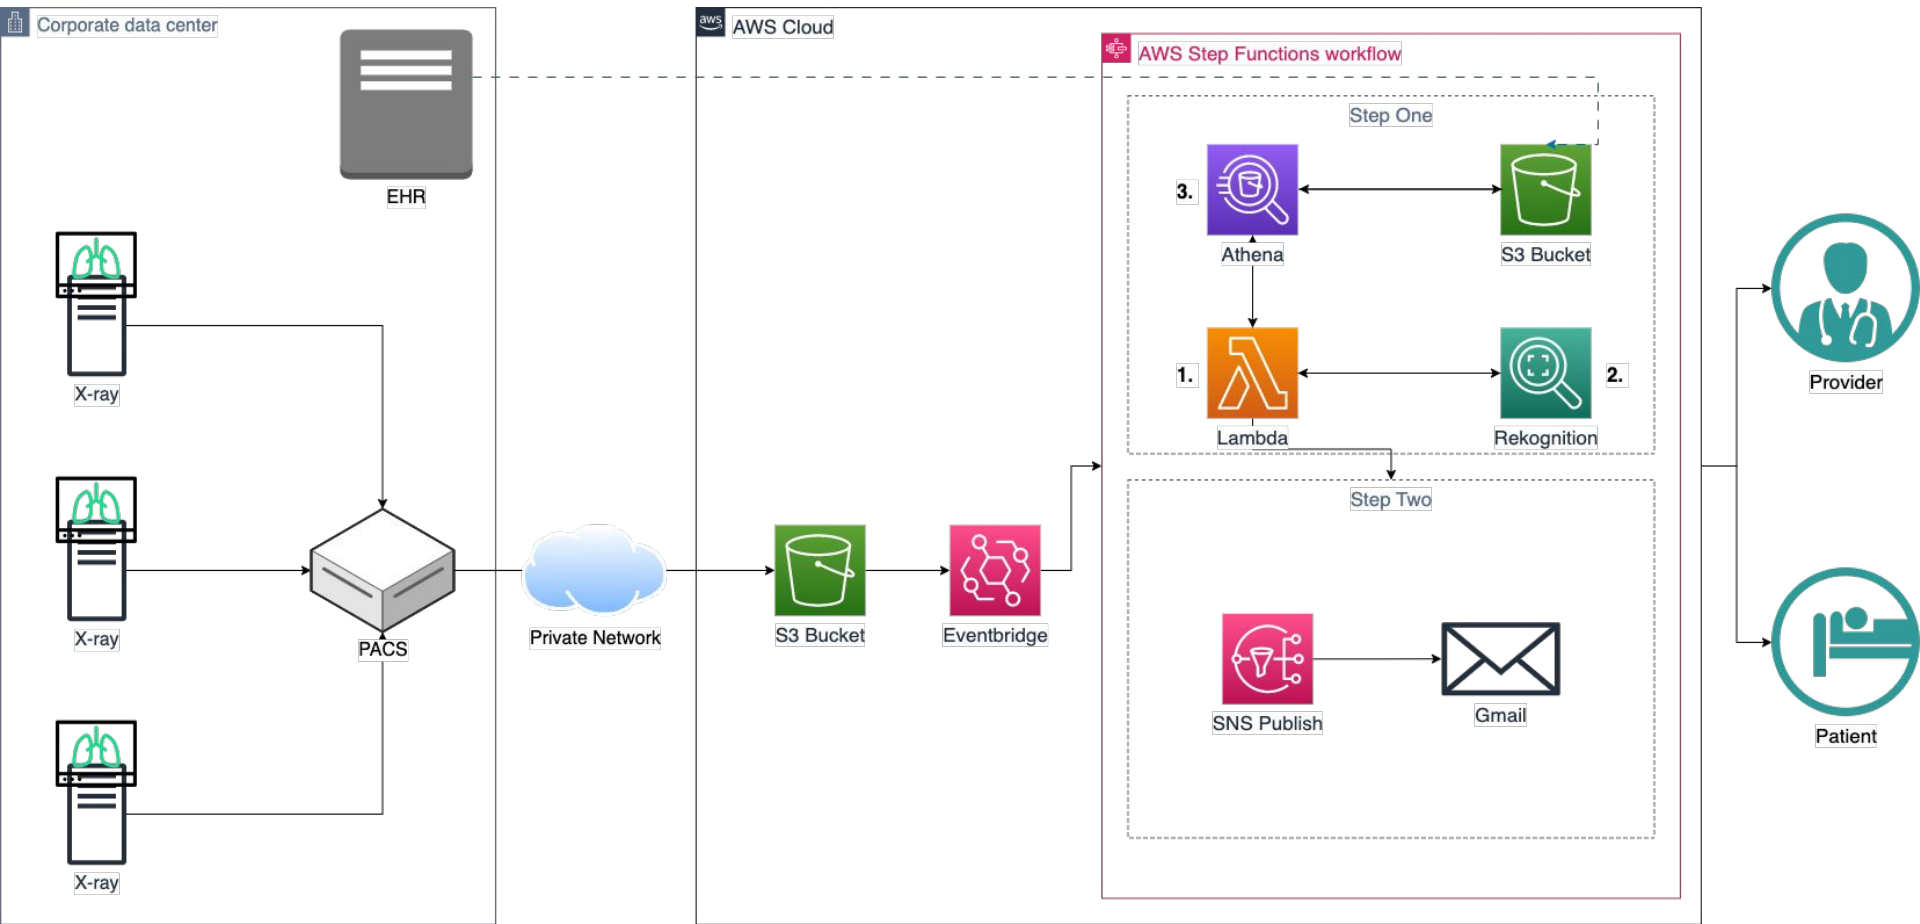 Corporate data center
EHR
X-ray
X-ray
X-ray
PACS
Private Network
aws
AWS Cloud
S3 Bucket
Eventbridge
AWS Step Functions workflow
Step One
3.
Athena
S3 Bucket
1.
Lambda
2.
Rekognition
Step Two
SNS Publish
Gmail
Provider
Patient